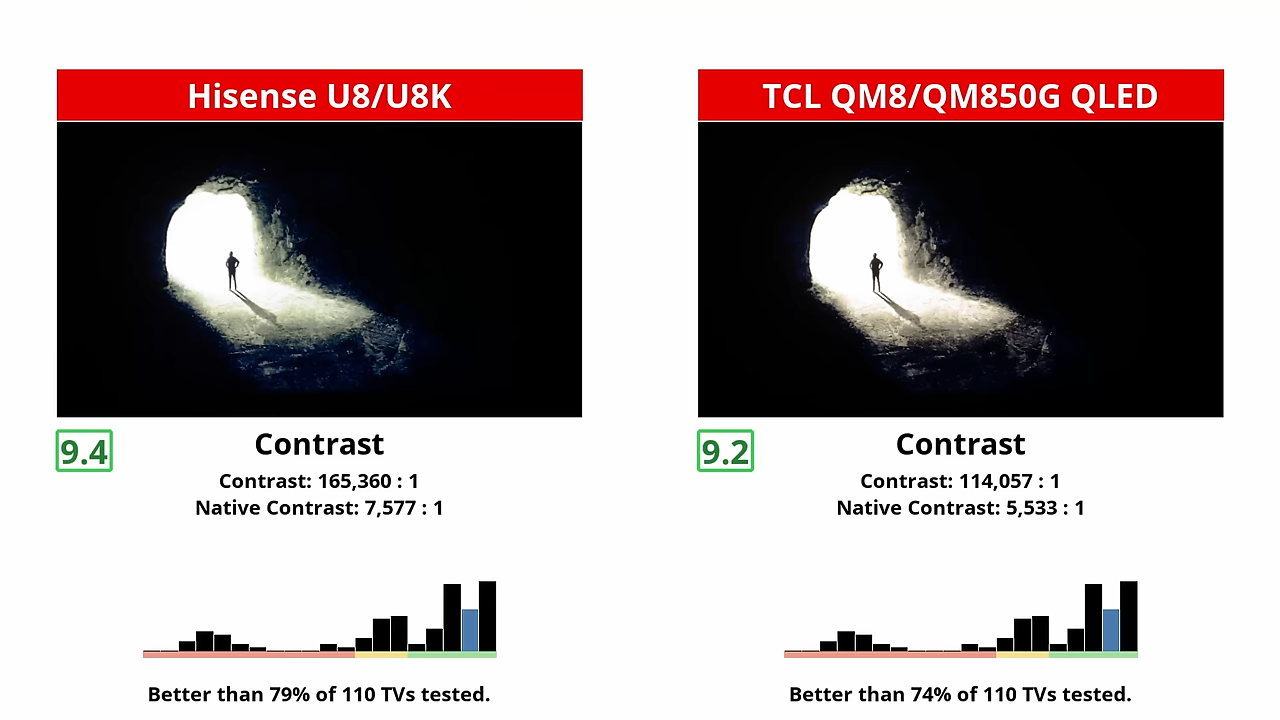 Hisense U8/U8K
9.4
Contrast
Contrast: 165,360 : 1
Native Contrast: 7,577 : 1
Better than 79% of 110 TVs tested.
TCL QM8/QM850G QLED
9.2
Contrast
Contrast: 114,057 : 1
Native Contrast: 5,533 : 1
Better than 74% of 110 TVs tested.